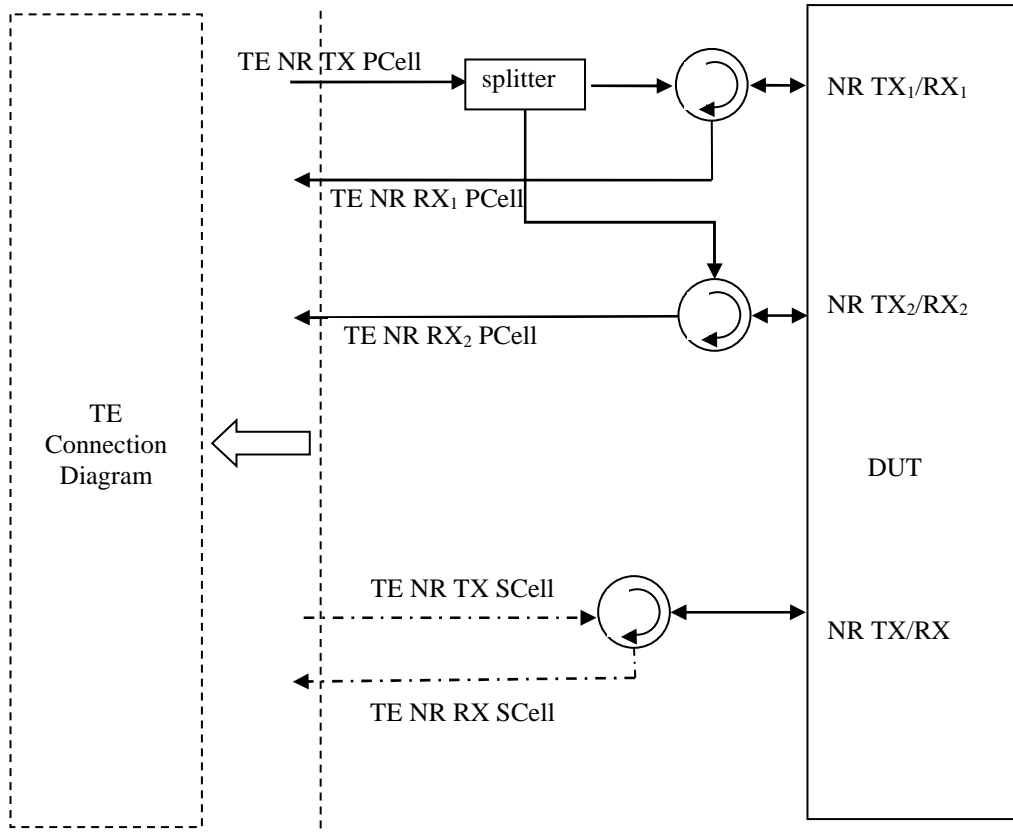 TE NR TX PCell
splitter
NR TX₁/RX₁
TE NR RX₁ PCell
NR TX₂/RX₂
TE NR RX₂ PCell
TE
Connection
Diagram
DUT
TE NR TX SCell
NR TX/RX
TE NR RX SCell